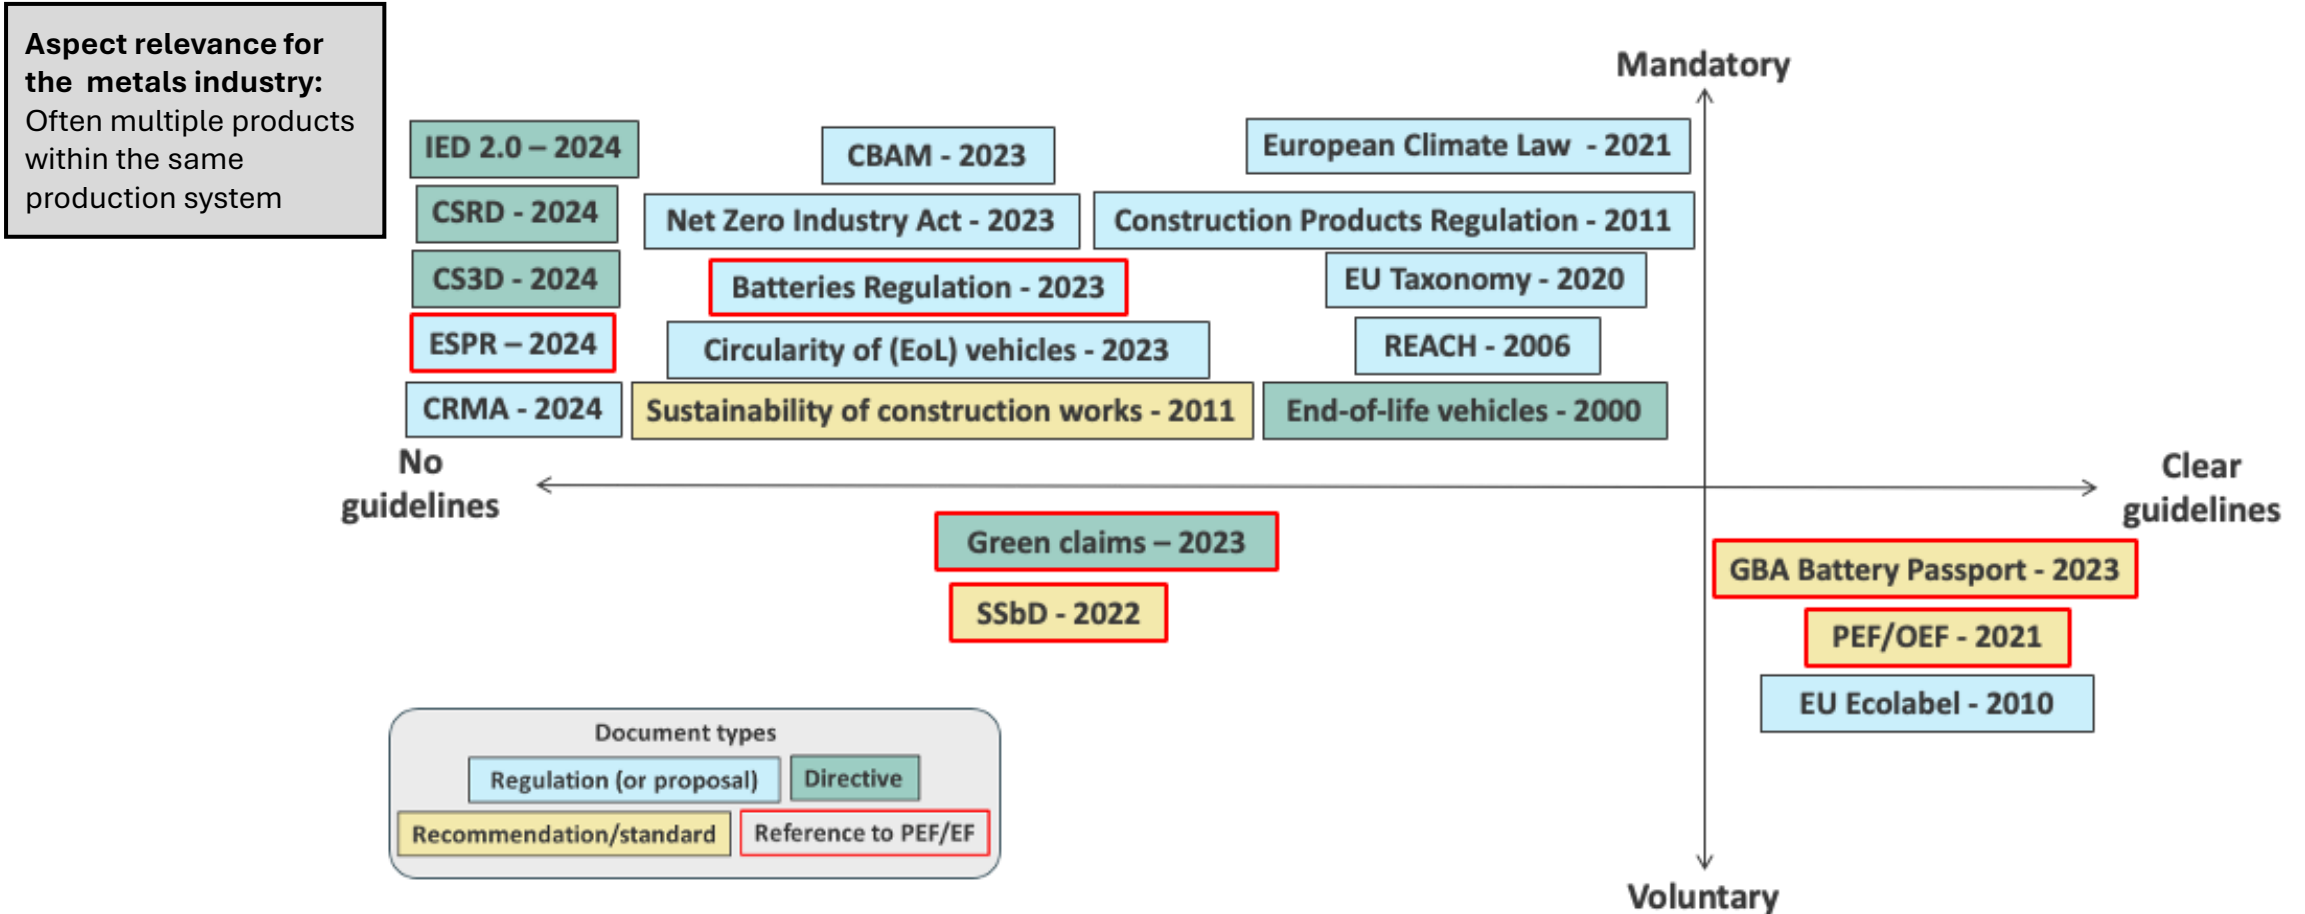 Aspect relevance for
the metals industry:
Often multiple products
within the same
production system
Mandatory
IED 2.0 – 2024
CBAM - 2023
European Climate Law - 2021
CSRD - 2024
Net Zero Industry Act - 2023
Construction Products Regulation - 2011
CS3D - 2024
Batteries Regulation - 2023
EU Taxonomy - 2020
ESPR – 2024
Circularity of (EoL) vehicles - 2023
REACH - 2006
CRMA - 2024
Sustainability of construction works - 2011
End-of-life vehicles - 2000
No
guidelines
Clear
guidelines
Green claims – 2023
GBA Battery Passport - 2023
SSbD - 2022
PEF/OEF - 2021
EU Ecolabel - 2010
Document types
Regulation (or proposal)
Directive
Recommendation/standard
Reference to PEF/EF
Voluntary